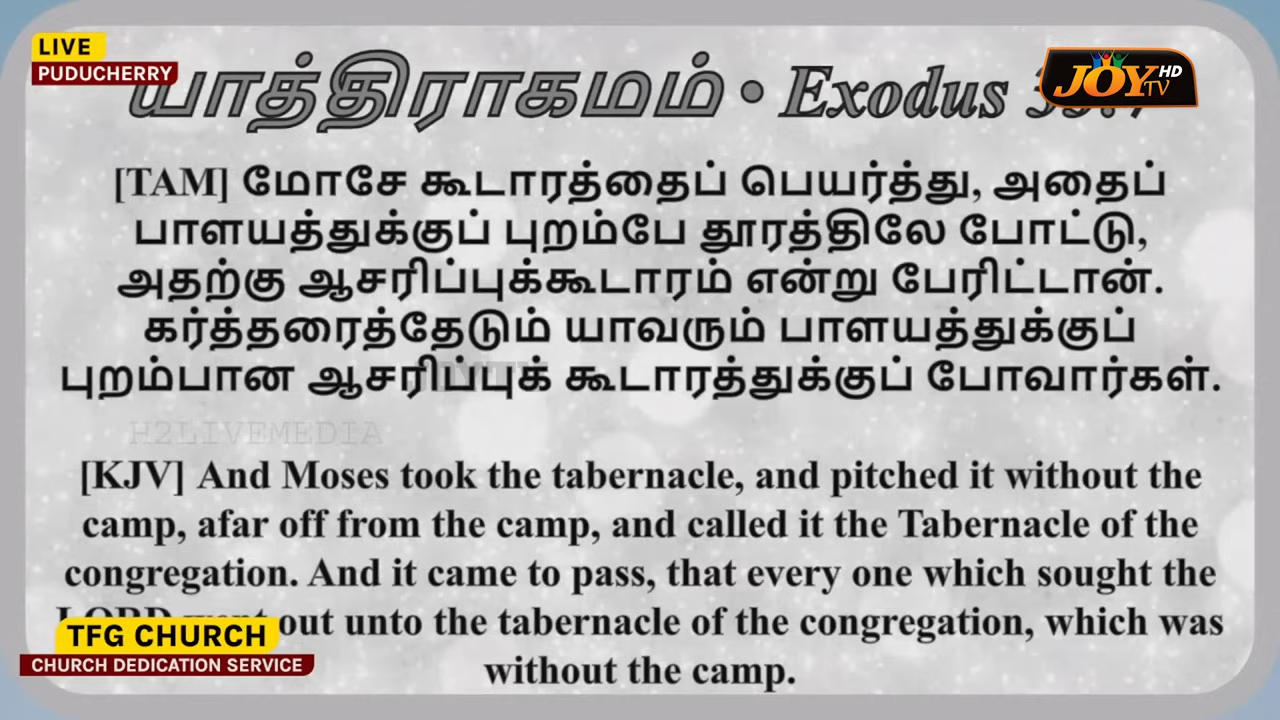 LIVE
PUDUCHERRY
யாத்திராகமம் • Exodus
JOY HD
TV
[TAM] மோசே கூடாரத்தைப் பெயர்த்து, அதைப்
பாளயத்துக்குப் புறம்பே தூரத்திலே போட்டு,
அதற்கு ஆசரிப்புக்கூடாரம் என்று பேரிட்டான்.
கர்த்தரைத்தேடும் யாவரும் பாளயத்துக்குப்
புறம்பான ஆசரிப்புக் கூடாரத்துக்குப் போவார்கள்.
H2LIVEMEDIA
[KJV] And Moses took the tabernacle, and pitched it without the
camp, afar off from the camp, and called it the Tabernacle of the
congregation. And it came to pass, that every one which sought the
LORD went out unto the tabernacle of the congregation, which was
without the camp.
TFG CHURCH
CHURCH DEDICATION SERVICE